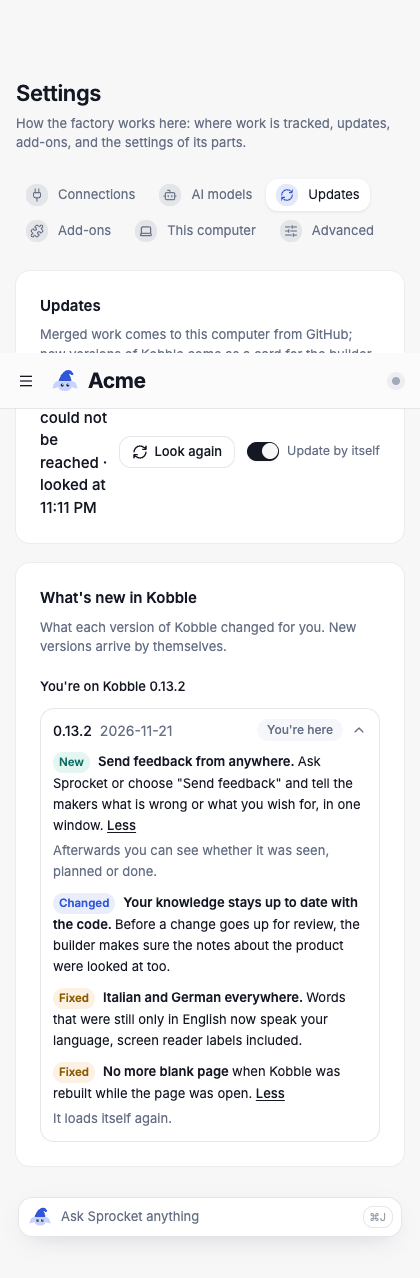 Settings
How the factory works here: where work is tracked, updates,
add-ons, and the settings of its parts.
Connections
AI models
Updates
Add-ons
This computer
Advanced
Updates
Merged work comes to this computer from GitHub;
new versions of Kobble come as a card for the builder
Acme
could not
be
reached ·
looked at
11:11 PM
Look again
Update by itself
What's new in Kobble
What each version of Kobble changed for you. New
versions arrive by themselves.
You're on Kobble 0.13.2
0.13.2 2026-11-21
You're here
New Send feedback from anywhere. Ask
Sprocket or choose "Send feedback" and tell the
makers what is wrong or what you wish for, in one
window. Less
Afterwards you can see whether it was seen,
planned or done.
Changed Your knowledge stays up to date with
the code. Before a change goes up for review, the
builder makes sure the notes about the product
were looked at too.
Fixed Italian and German everywhere. Words
that were still only in English now speak your
language, screen reader labels included.
Fixed No more blank page when Kobble was
rebuilt while the page was open. Less
It loads itself again.
Ask Sprocket anything
⌘J